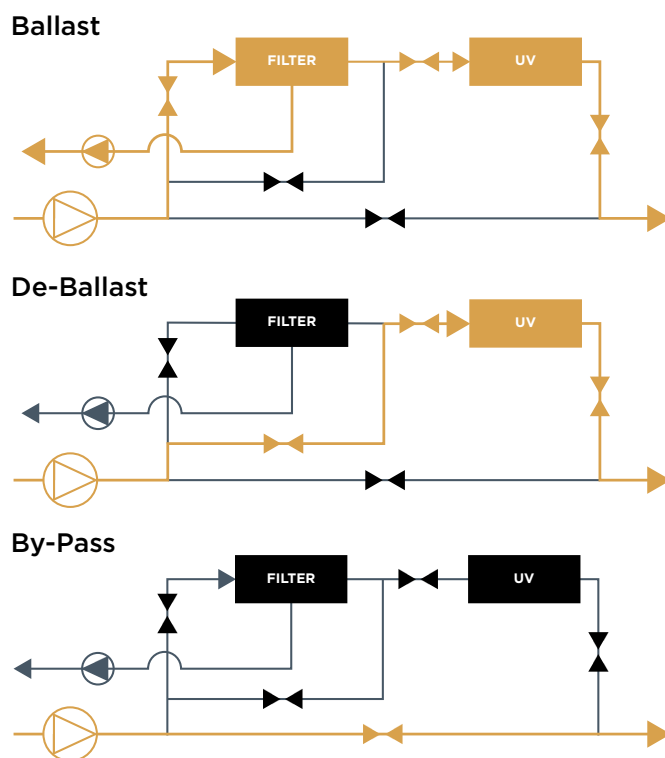 Ballast
FILTER
UV
De-Ballast
FILTER
UV
By-Pass
FILTER
UV